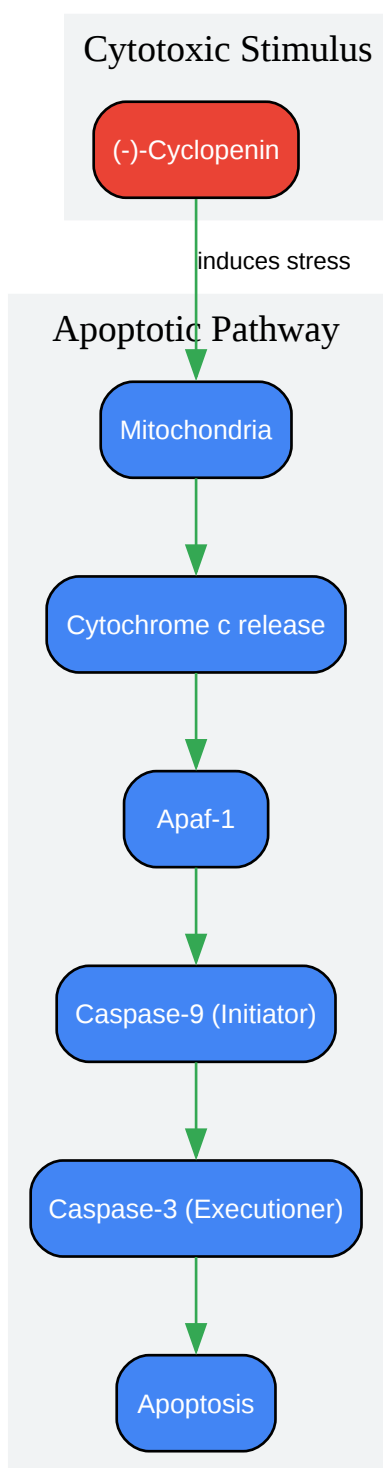 Cytotoxic Stimulus
(-)-Cyclopenin
induces stress
Apoptotic Pathway
Mitochondria
Cytochrome c release
Apaf-1
Caspase-9 (Initiator)
Caspase-3 (Executioner)
Apoptosis